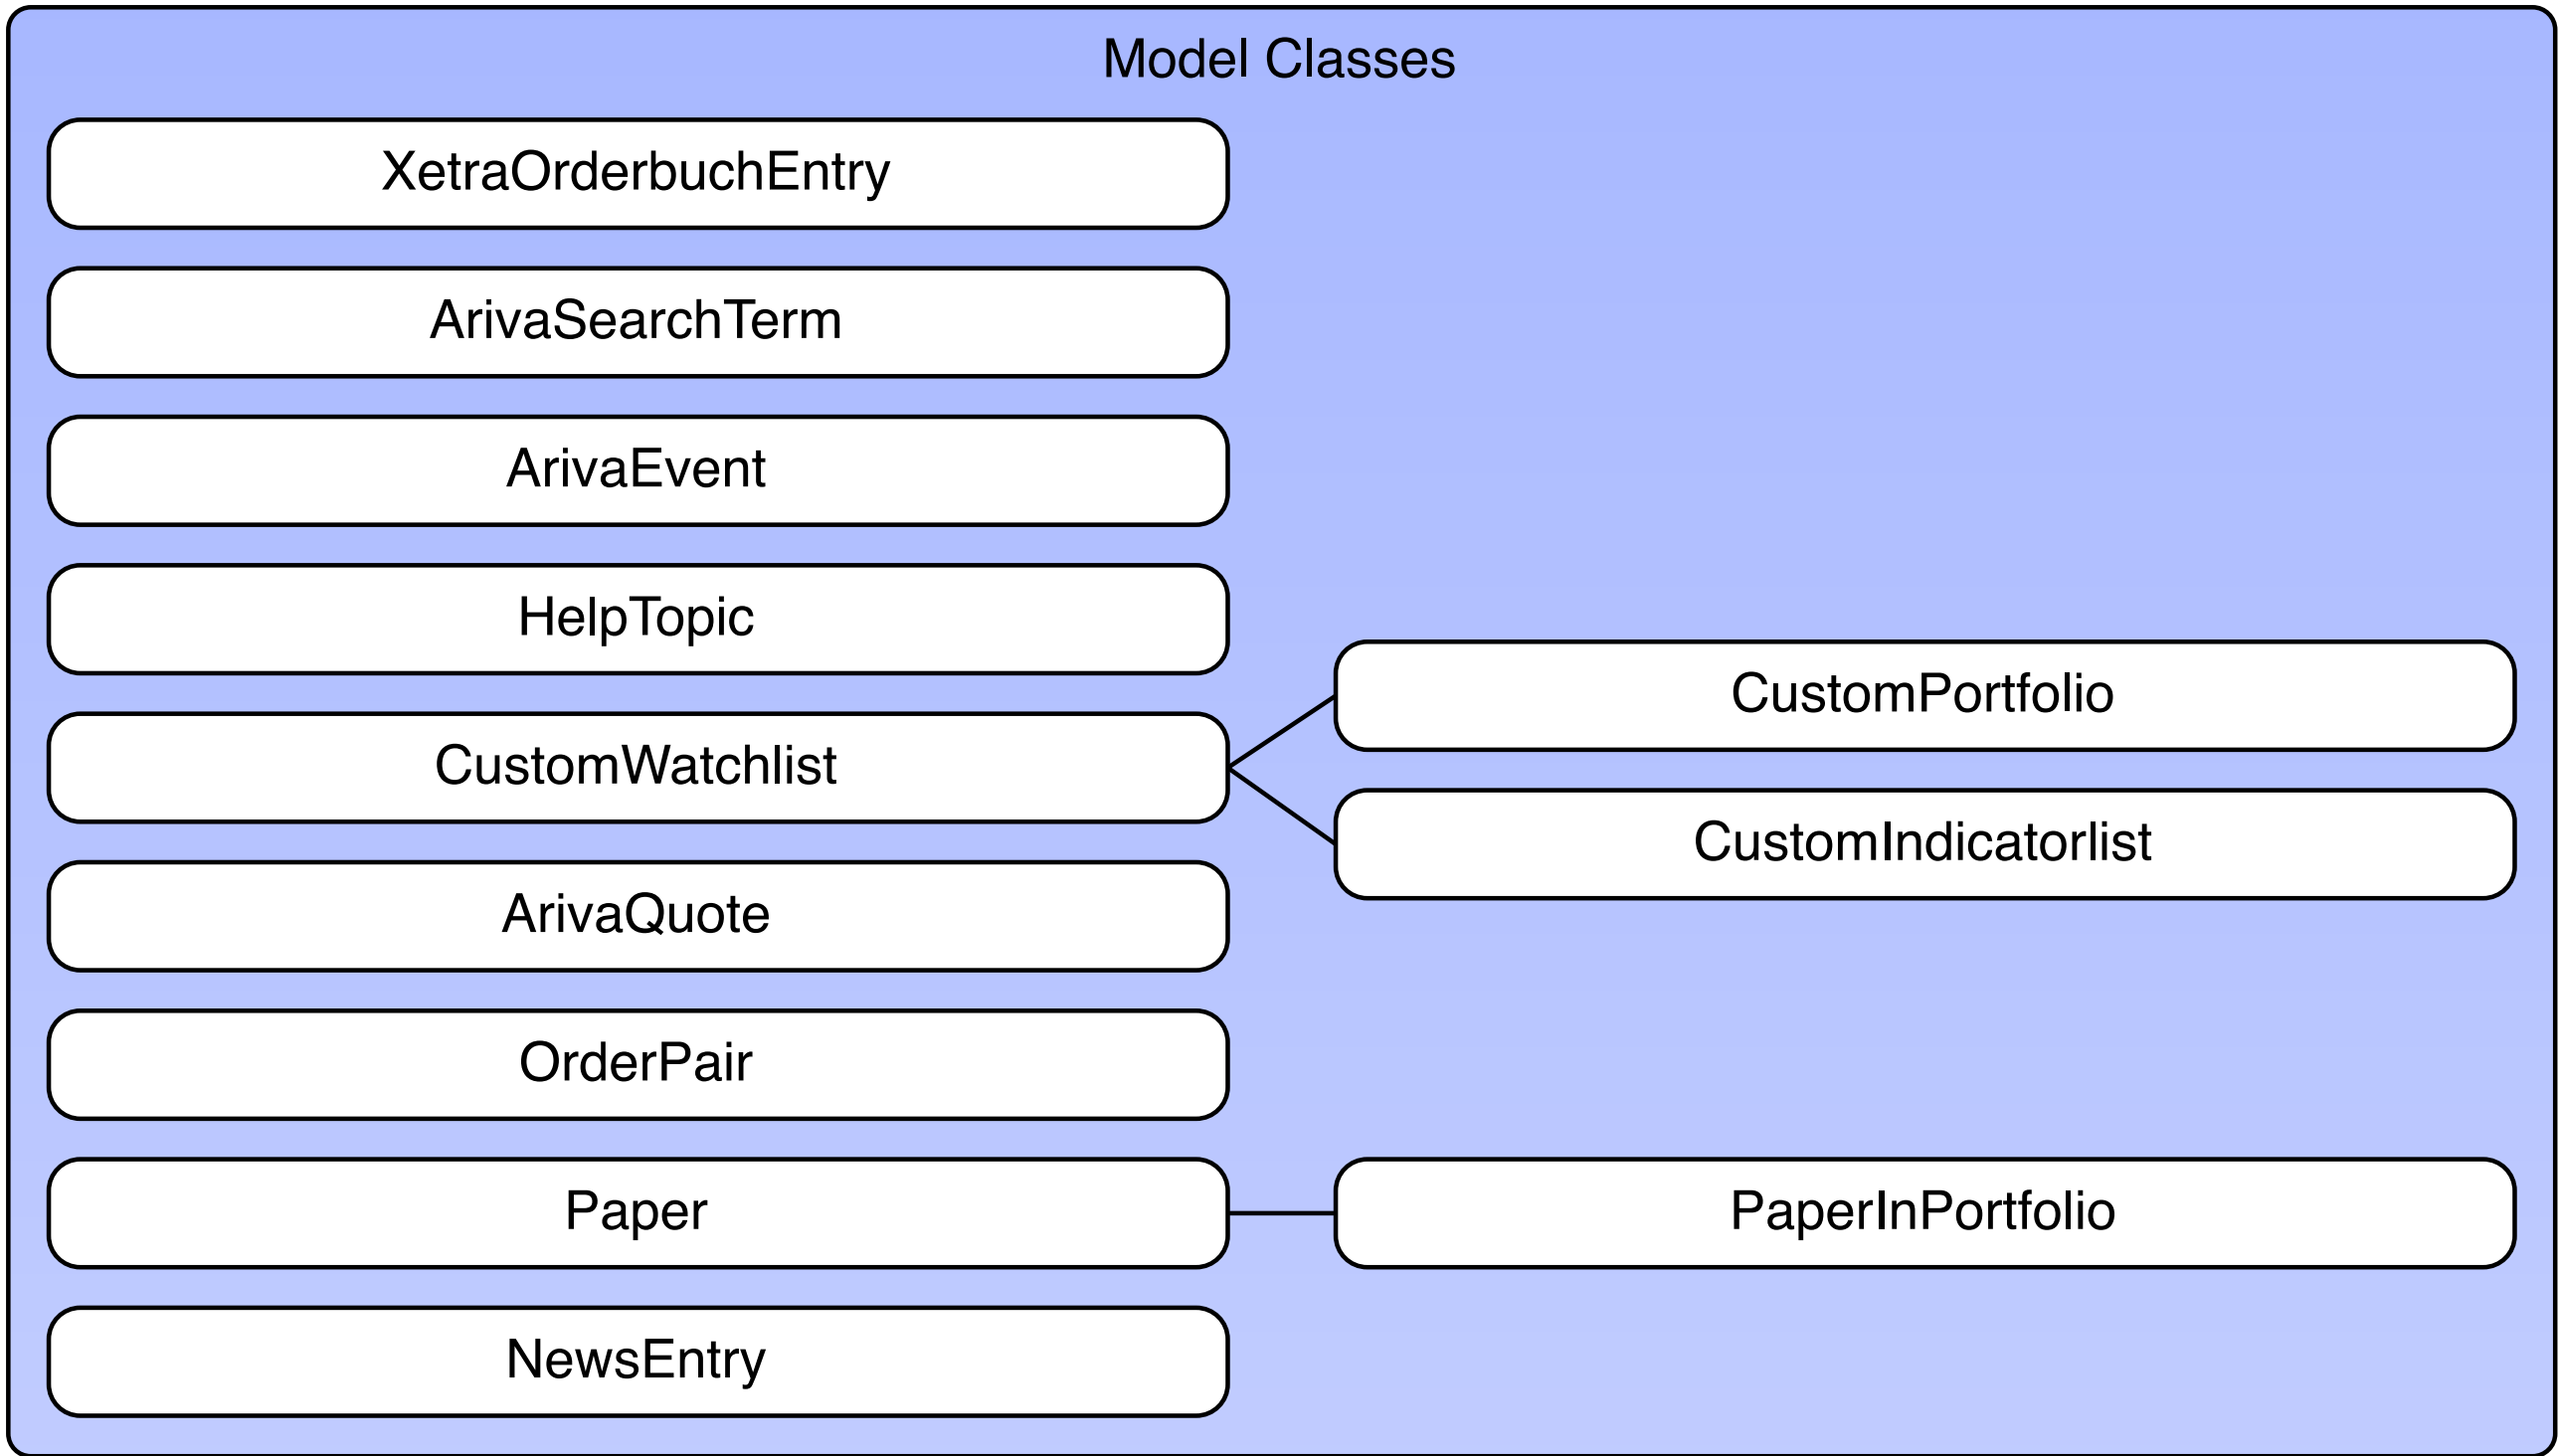 Model Classes
XetraOrderbuchEntry
ArivaSearchTerm
ArivaEvent
HelpTopic
CustomWatchlist
CustomPortfolio
CustomIndicatorlist
ArivaQuote
OrderPair
Paper
PaperInPortfolio
NewsEntry